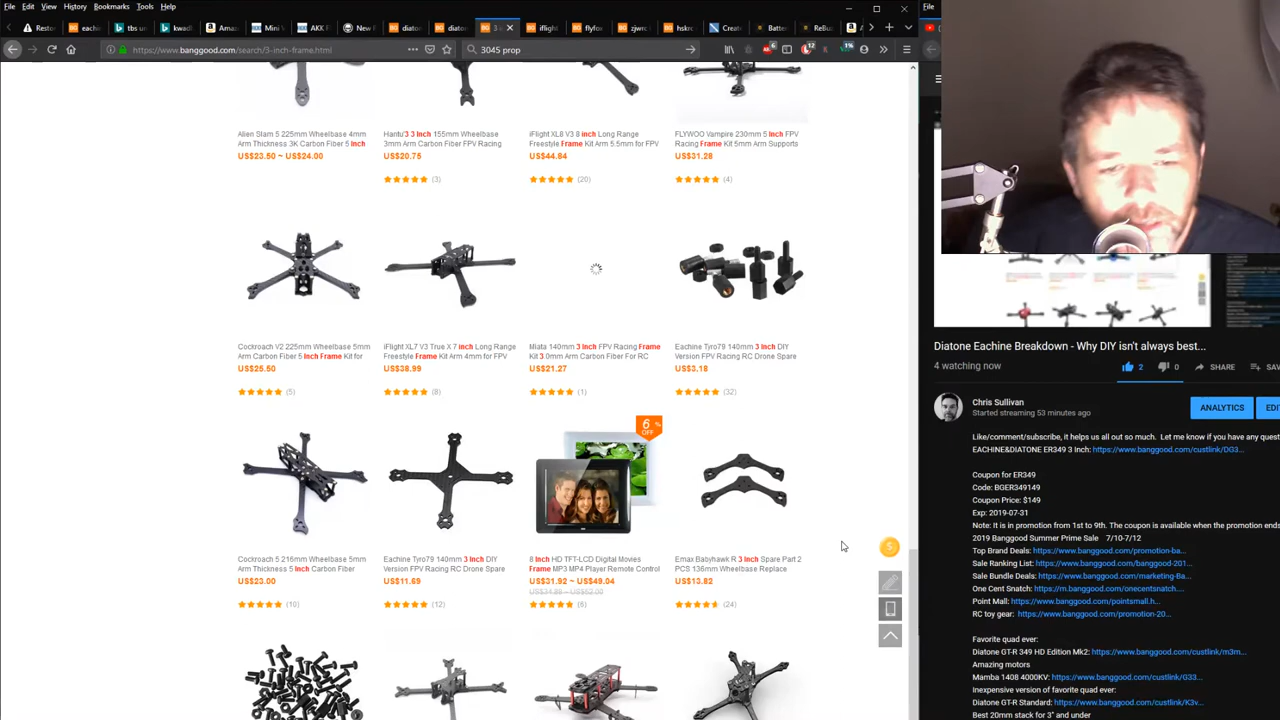 File Edit View History Bookmarks Tools Help
File
Restor
eachin
tbs un
kwadl
Amaz
Mini V
AKK F
New R
diaton
diaton
3 i
iflight
flyfor
zjwrc
hskrc
Create
Batter
ReBu
A
https://www.banggood.com/search/3-inch-frame.html
3045 prop
Alien Slam 5 225mm Wheelbase 4mm
Arm Thickness 3K Carbon Fiber 5 Inch
US$23.50 ~ US$24.00
Hantu'3 3 Inch 155mm Wheelbase
3mm Arm Carbon Fiber FPV Racing
US$20.75
(3)
iFlight XL8 V3 8 inch Long Range
Freestyle Frame Kit Arm 5.5mm for FPV
US$44.84
(20)
FLYWOO Vampire 230mm 5 Inch FPV
Racing Frame Kit 5mm Arm Supports
US$31.28
(4)
Cockroach V2 225mm Wheelbase 5mm
Arm Carbon Fiber 5 Inch Frame Kit for
US$25.50
(5)
iFlight XL7 V3 True X 7 inch Long Range
Freestyle Frame Kit Arm 4mm for FPV
US$38.99
(8)
Miata 140mm 3 Inch FPV Racing Frame
Kit 3.0mm Arm Carbon Fiber For RC
US$21.27
(1)
Eachine Tyro79 140mm 3 Inch DIY
Version FPV Racing RC Drone Spare
US$3.18
(32)
6 %
OFF
Cockroach 5 216mm Wheelbase 5mm
Arm Thickness 5 Inch Carbon Fiber
US$23.00
(10)
Eachine Tyro79 140mm 3 Inch DIY
Version FPV Racing RC Drone Spare
US$11.69
(12)
8 Inch HD TFT-LCD Digital Movies
Frame MP3 MP4 Player Remote Control
US$31.92 ~ US$49.04
US$34.88 ~ US$52.00
(6)
Emax Babyhawk R 3 Inch Spare Part 2
PCS 136mm Wheelbase Replace
US$13.82
(24)
Diatone Eachine Breakdown - Why DIY isn't always best...
4 watching now
2
0
SHARE
SAV
Chris Sullivan
Started streaming 53 minutes ago
ANALYTICS
EDI
Like/comment/subscribe, it helps us all out so much. Let me know if you have any quest
EACHINE&DIATONE ER349 3 Inch: https://www.banggood.com/custlink/DG3...
Coupon for ER349
Code: BGER349149
Coupon Price: $149
Exp: 2019-07-31
Note: It is in promotion from 1st to 9th. The coupon is available when the promotion ends
2019 Banggood Summer Prime Sale 7/10-7/12
Top Brand Deals: https://www.banggood.com/promotion-ba...
Sale Ranking List: https://www.banggood.com/banggood-201...
Sale Bundle Deals: https://www.banggood.com/marketing-Ba...
One Cent Snatch: https://m.banggood.com/onecentsnatch....
Point Mall: https://www.banggood.com/pointsmall.h...
RC toy gear: https://www.banggood.com/promotion-20...
Favorite quad ever:
Diatone GT-R 349 HD Edition Mk2: https://www.banggood.com/custlink/m3m...
Amazing motors
Mamba 1408 4000KV: https://www.banggood.com/custlink/G33...
Inexpensive version of favorite quad ever:
Diatone GT-R Standard: https://www.banggood.com/custlink/K3v...
Best 20mm stack for 3" and under